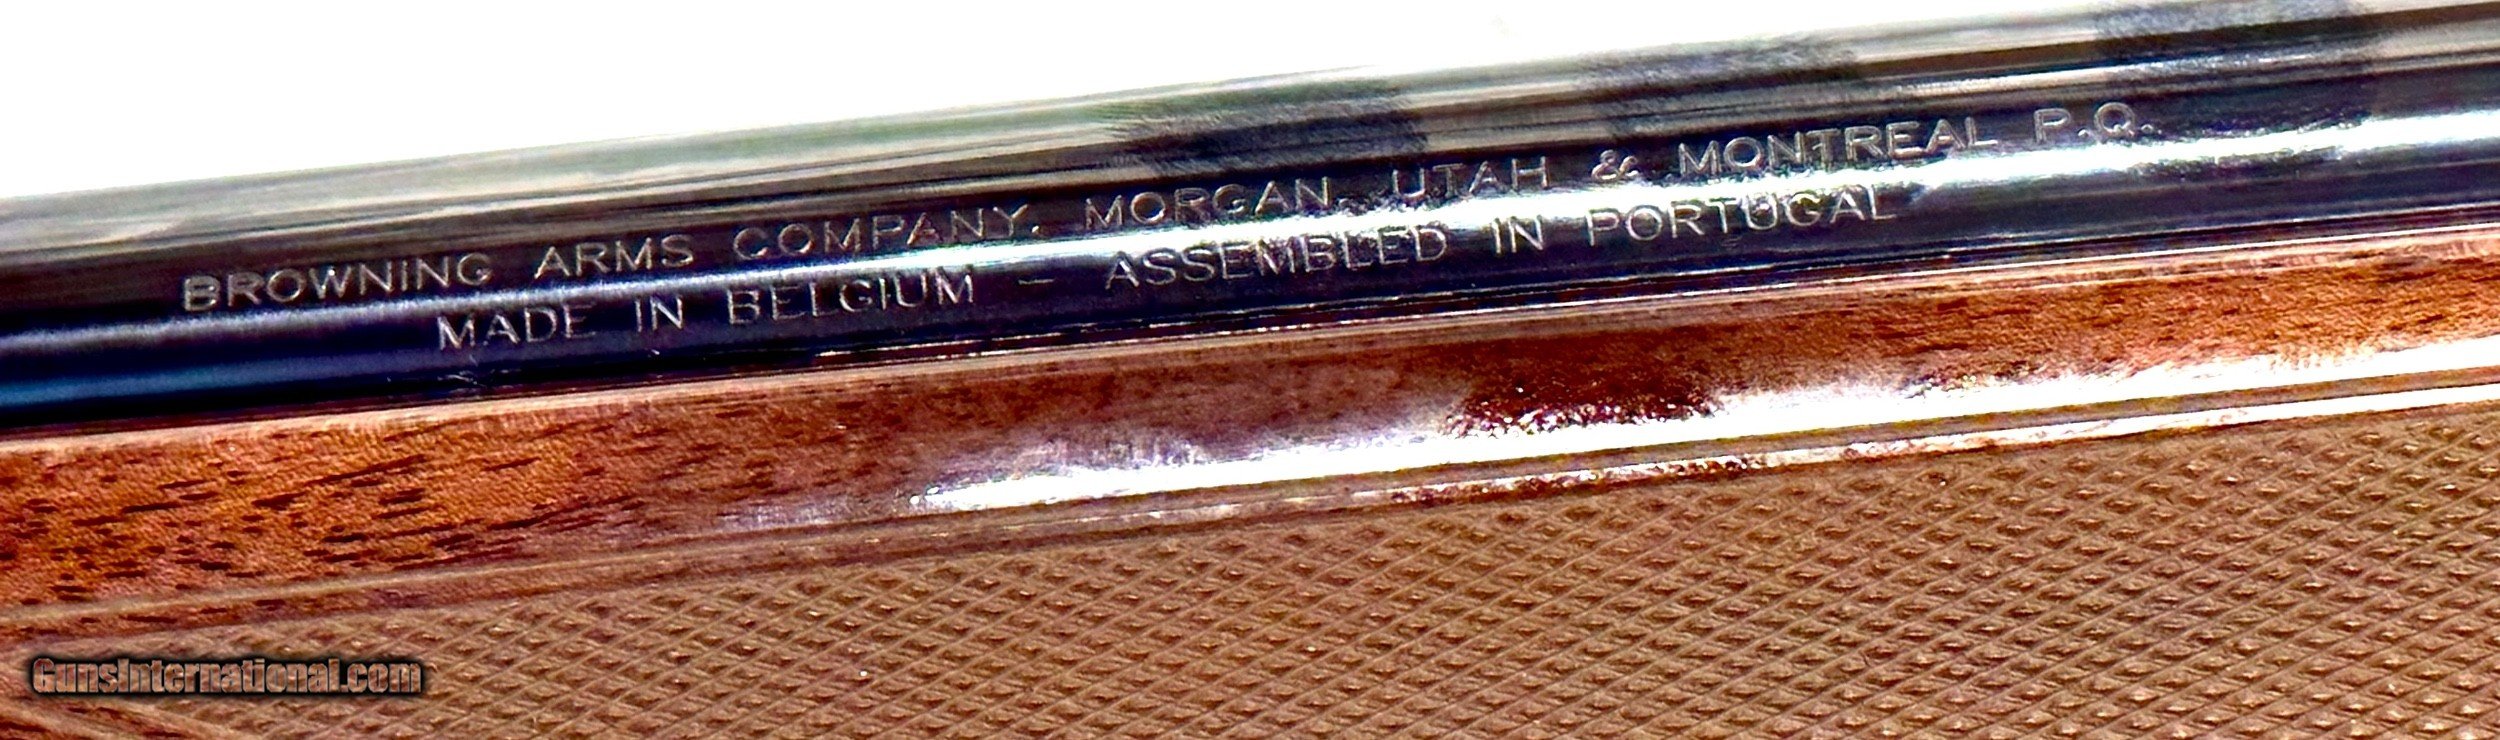 BROWNING ARMS COMPANY. MORGAN, UTAH & MONTREAL P.Q.
MADE IN BELGIUM – ASSEMBLED IN PORTUGAL
GunsInternational.com